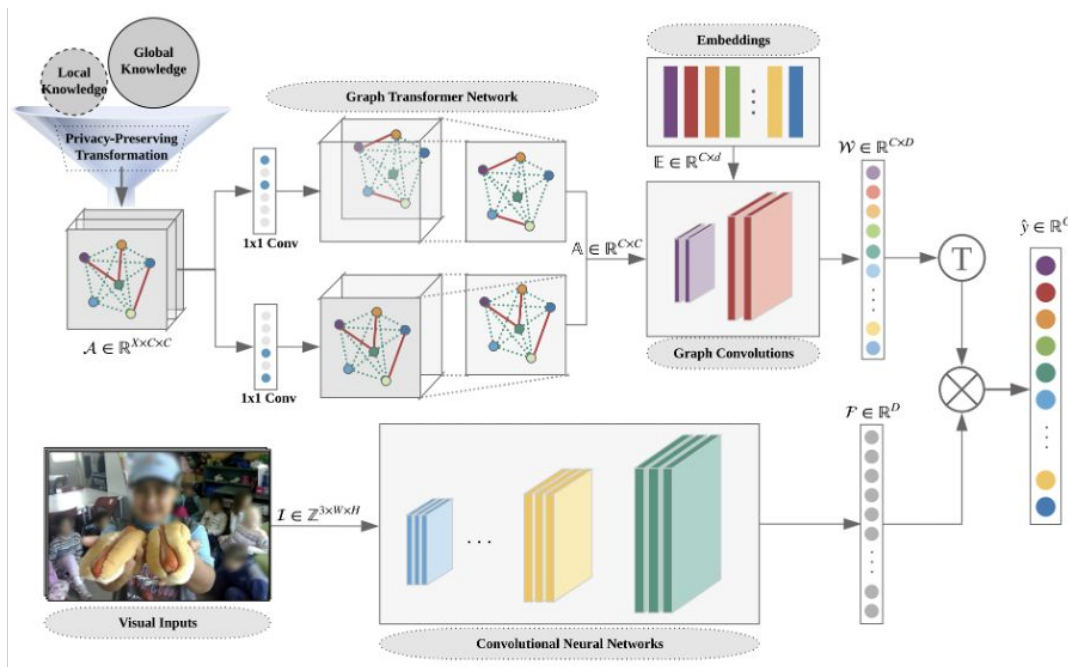 Global
Knowledge
Local
Knowledge
Privacy-Preserving
Transformation
𝒜 ∈ ℝ^{X×C×C}
Graph Transformer Network
1x1 Conv
1x1 Conv
𝔸 ∈ ℝ^{C×C}
Embeddings
𝔼 ∈ ℝ^{C×d}
Graph Convolutions
𝒲 ∈ ℝ^{C×D}
T
ŷ ∈ ℝ^C
Visual Inputs
ℐ ∈ ℤ^{3×W×H}
...
Convolutional Neural Networks
ℱ ∈ ℝ^D